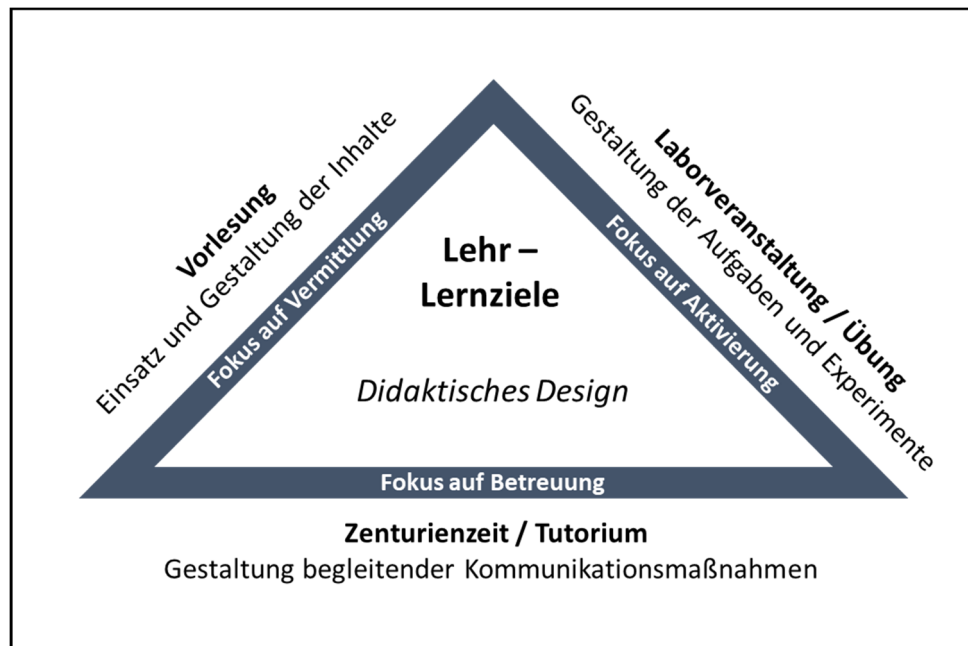 Vorlesung
Einsatz und Gestaltung der Inhalte
Fokus auf Vermittlung
Laborveranstaltung / Übung
Gestaltung der Aufgaben und Experimente
Fokus auf Aktivierung
Lehr –
Lernziele
Didaktisches Design
Fokus auf Betreuung
Zenturienzeit / Tutorium
Gestaltung begleitender Kommunikationsmaßnahmen